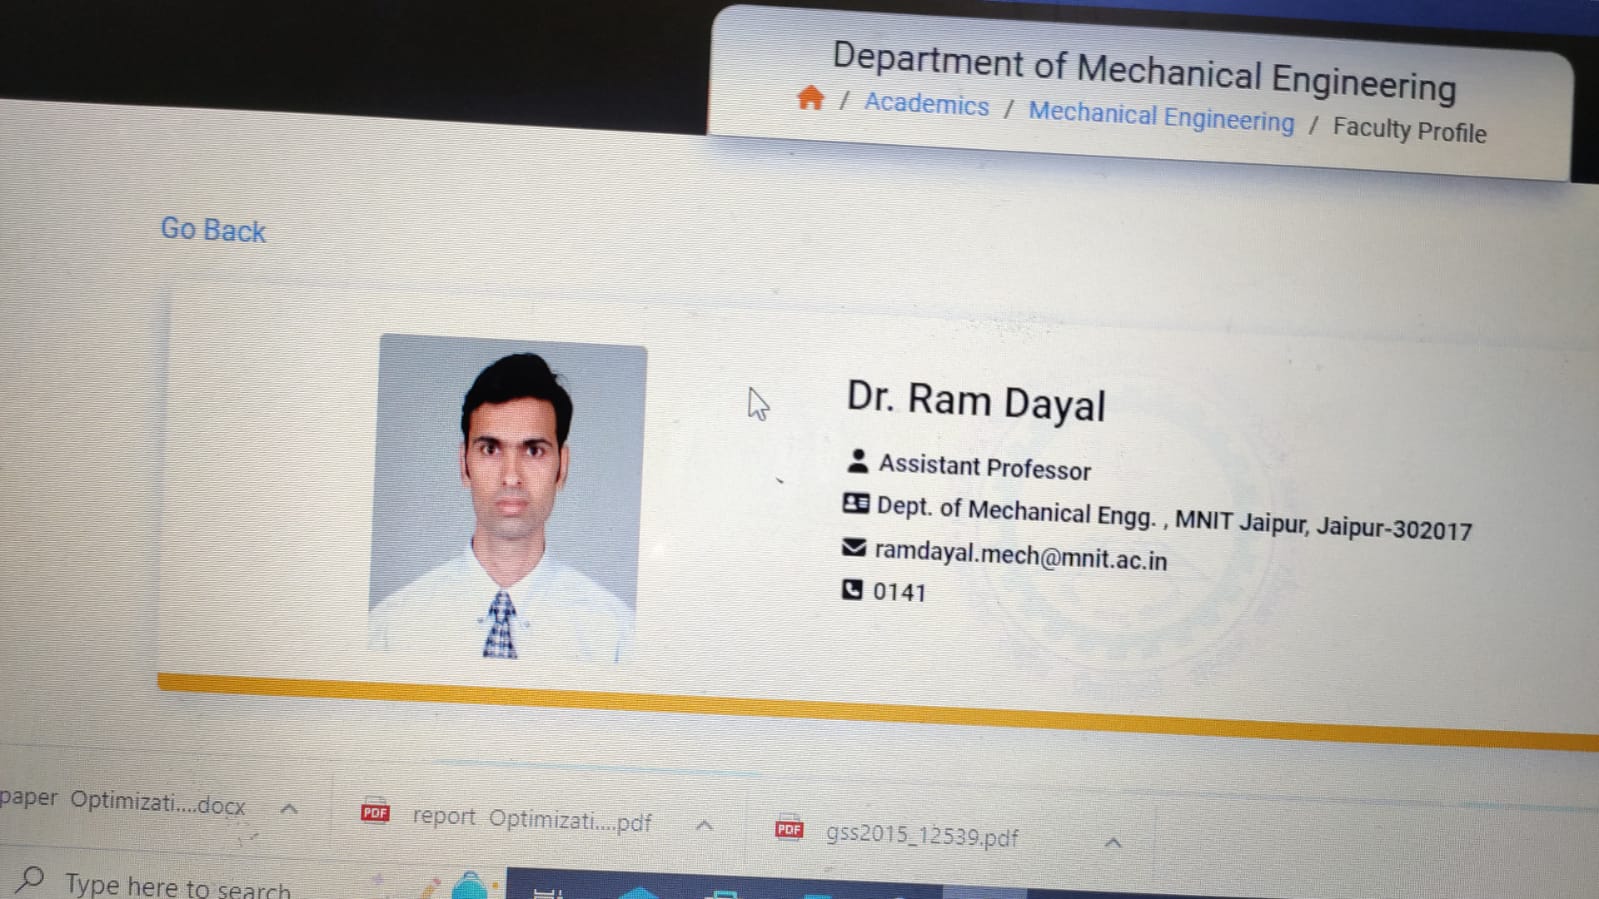 Department of Mechanical Engineering
/ Academics / Mechanical Engineering / Faculty Profile
Go Back
Dr. Ram Dayal
Assistant Professor
Dept. of Mechanical Engg. , MNIT Jaipur, Jaipur-302017
ramdayal.mech@mnit.ac.in
0141
paper Optimizati....docx
PDF report Optimizati....pdf
PDF gss2015_12539.pdf
Type here to search